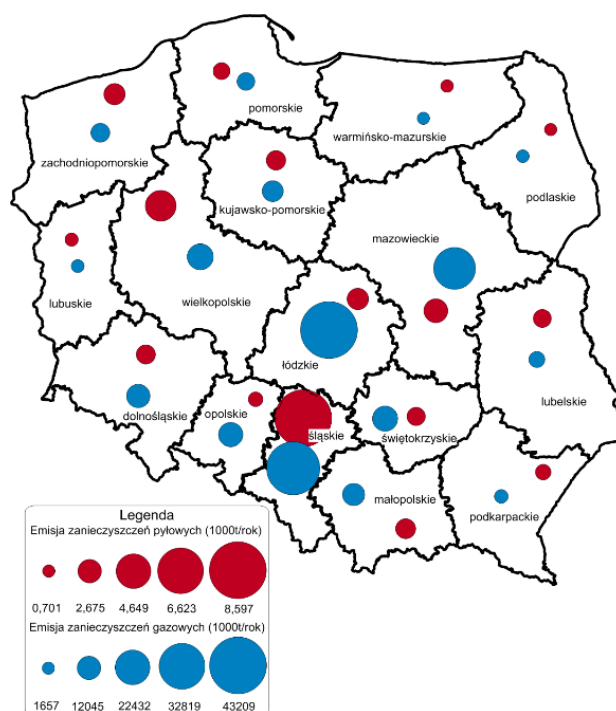 pomorskie
warmińsko-mazurskie
zachodniopomorskie
podlaskie
kujawsko-pomorskie
mazowieckie
lubuskie
wielkopolskie
łódzkie
lubelskie
dolnośląskie
opolskie
śląskie
świętokrzyskie
małopolskie
podkarpackie
Legenda
Emisja zanieczyszczeń pyłowych (1000t/rok)
0,701 2,675 4,649 6,623 8,597
Emisja zanieczyszczeń gazowych (1000t/rok)
1657 12045 22432 32819 43209